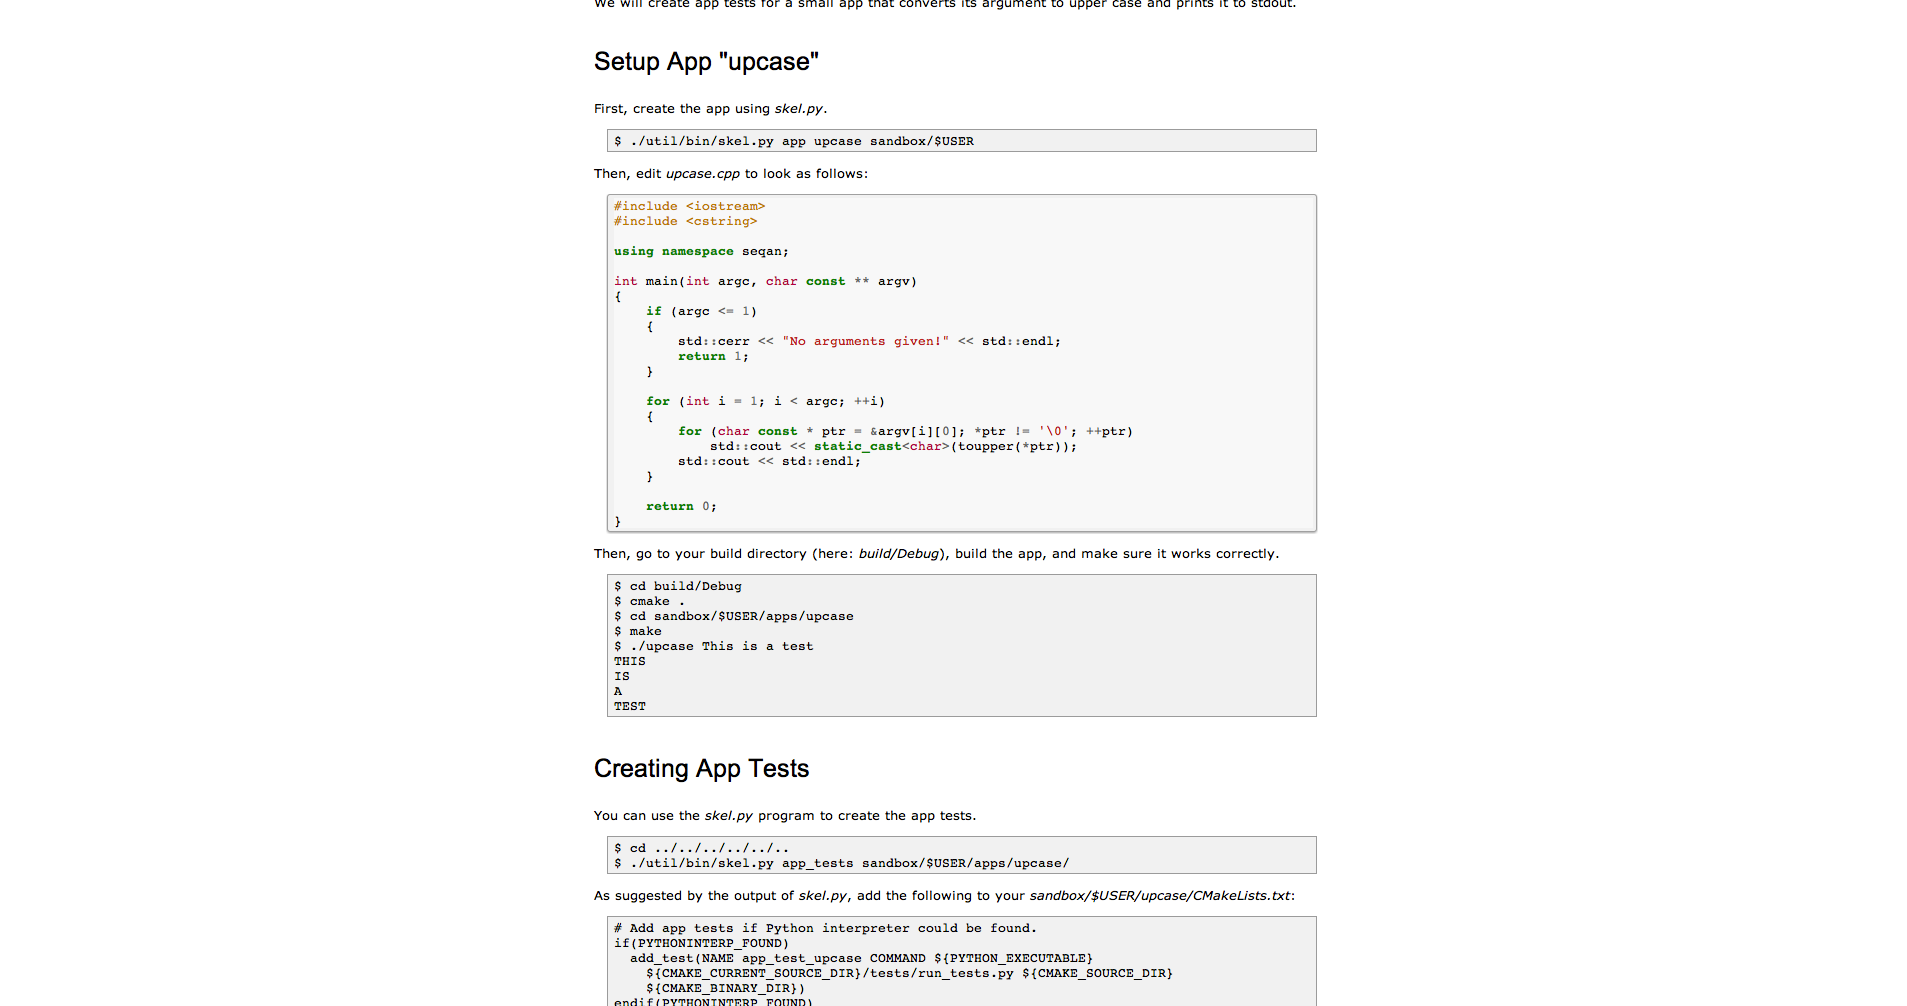 We will create app tests for a small app that converts its argument to upper case and prints it to stdout.
Setup App "upcase"
First, create the app using skel.py.
$ ./util/bin/skel.py app upcase sandbox/$USER
Then, edit upcase.cpp to look as follows:
#include <iostream>
#include <cstring>
using namespace seqan;
int main(int argc, char const ** argv)
{
    if (argc <= 1)
    {
        std::cerr << "No arguments given!" << std::endl;
        return 1;
    }
    for (int i = 1; i < argc; ++i)
    {
        for (char const * ptr = &argv[i][0]; *ptr != '\0'; ++ptr)
            std::cout << static_cast<char>(toupper(*ptr));
        std::cout << std::endl;
    }
    return 0;
}
Then, go to your build directory (here: build/Debug), build the app, and make sure it works correctly.
$ cd build/Debug
$ cmake .
$ cd sandbox/$USER/apps/upcase
$ make
$ ./upcase This is a test
THIS
IS
A
TEST
Creating App Tests
You can use the skel.py program to create the app tests.
$ cd ../../../../../..
$ ./util/bin/skel.py app_tests sandbox/$USER/apps/upcase/
As suggested by the output of skel.py, add the following to your sandbox/$USER/upcase/CMakeLists.txt:
# Add app tests if Python interpreter could be found.
if(PYTHONINTERP_FOUND)
  add_test(NAME app_test_upcase COMMAND ${PYTHON_EXECUTABLE}
    ${CMAKE_CURRENT_SOURCE_DIR}/tests/run_tests.py ${CMAKE_SOURCE_DIR}
    ${CMAKE_BINARY_DIR})
endif(PYTHONINTERP_FOUND)